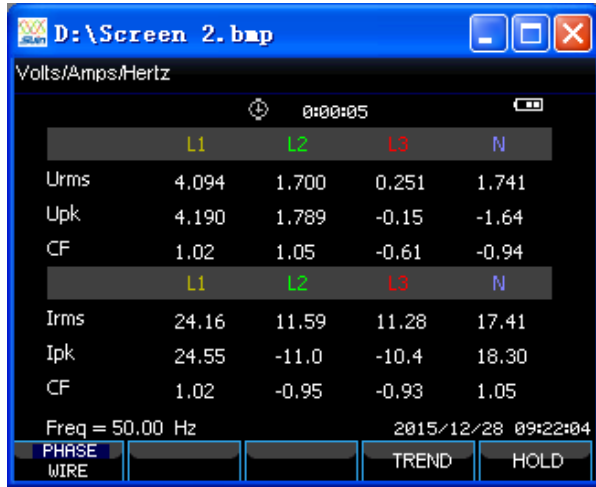 D:\Screen 2.bmp
Volts/Amps/Hertz
0:00:05
L1 L2 L3 N
Urms 4.094 1.700 0.251 1.741
Upk 4.190 1.789 -0.15 -1.64
CF 1.02 1.05 -0.61 -0.94
L1 L2 L3 N
Irms 24.16 11.59 11.28 17.41
Ipk 24.55 -11.0 -10.4 18.30
CF 1.02 -0.95 -0.93 1.05
Freq = 50.00 Hz 2015/12/28 09:22:04
PHASE TREND HOLD
WIRE